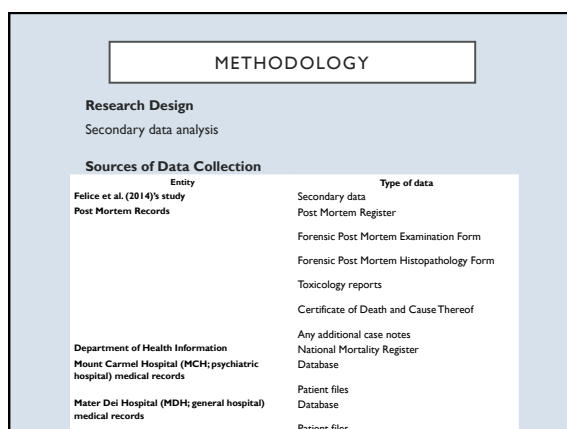 METHODOLOGY
Research Design
Secondary data analysis
Sources of Data Collection
Entity Type of data
Felice et al. (2014)'s study Secondary data
Post Mortem Records Post Mortem Register
Forensic Post Mortem Examination Form
Forensic Post Mortem Histopathology Form
Toxicology reports
Certificate of Death and Cause Thereof
Any additional case notes
Department of Health Information National Mortality Register
Mount Carmel Hospital (MCH; psychiatric Database
hospital) medical records
Patient files
Mater Dei Hospital (MDH; general hospital) Database
medical records
Patient files